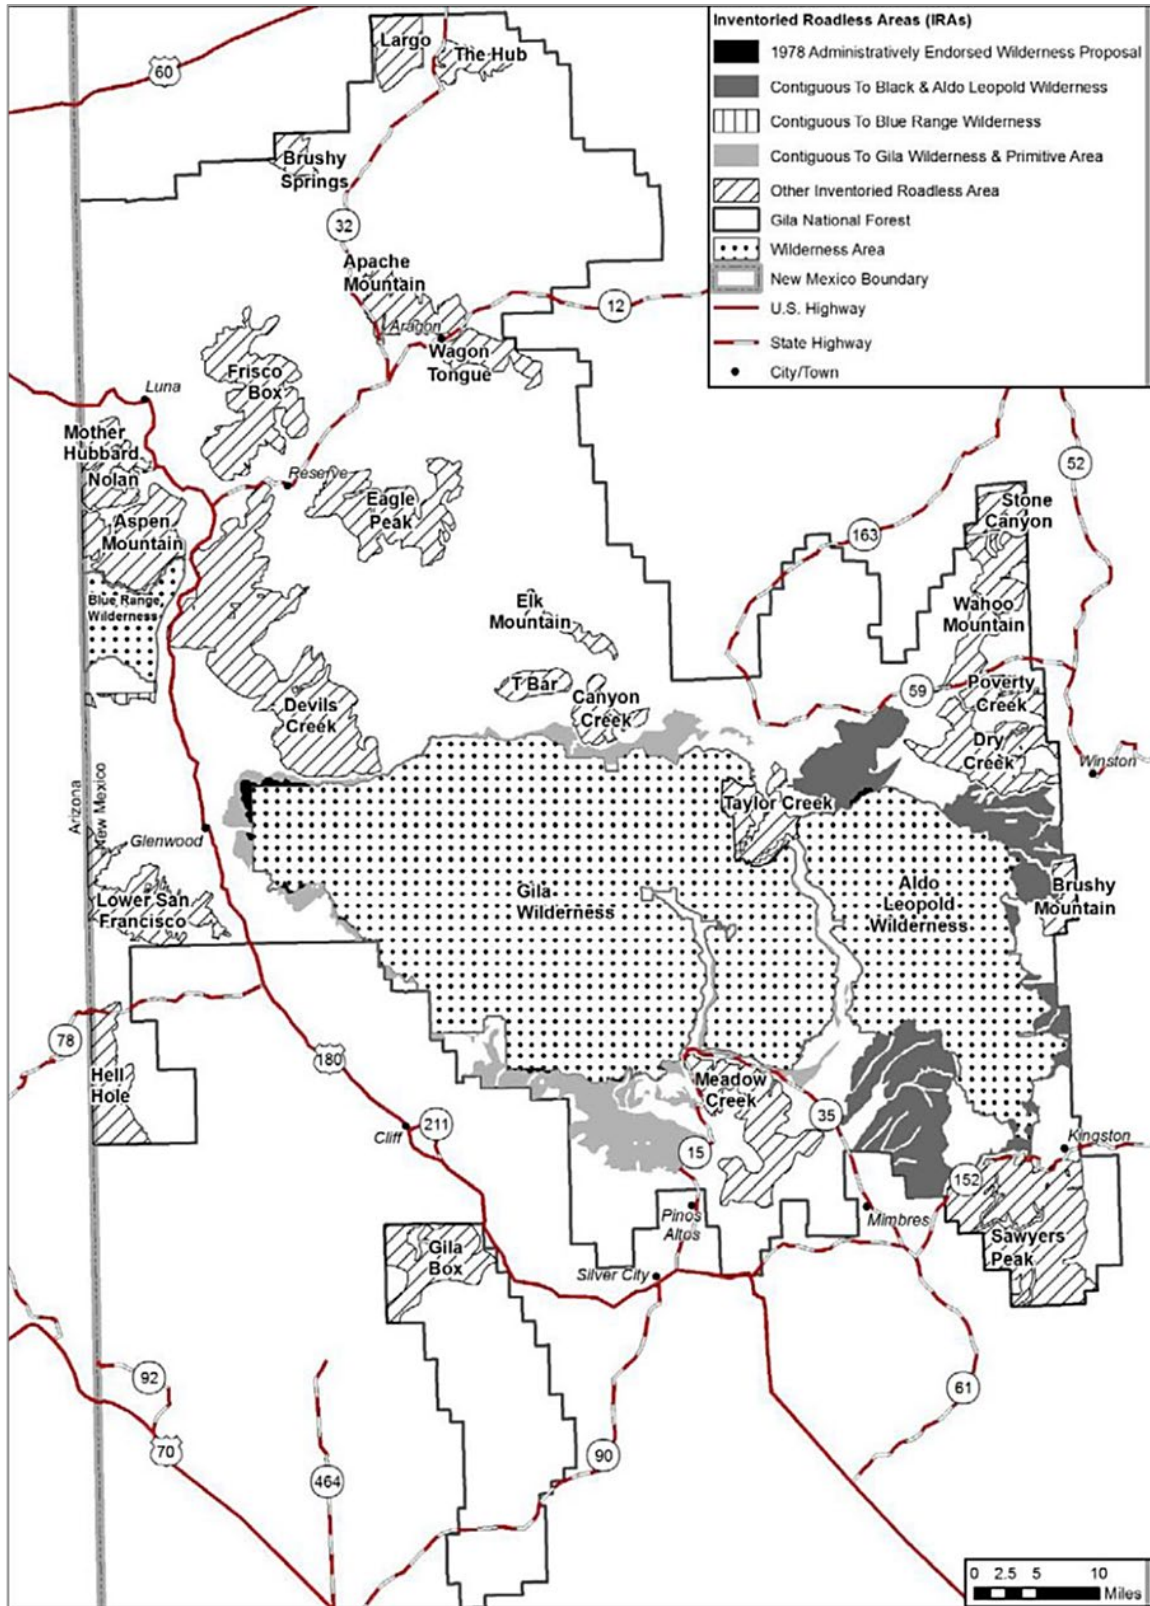 Inventoried Roadless Areas (IRAs)
1978 Administratively Endorsed Wilderness Proposal
Contiguous To Black & Aldo Leopold Wilderness
Contiguous To Blue Range Wilderness
Contiguous To Gila Wilderness & Primitive Area
Other Inventoried Roadless Area
Gila National Forest
Wilderness Area
New Mexico Boundary
U.S. Highway
State Highway
City/Town
Largo
The Hub
60
Brushy
Springs
32
Apache
Mountain
12
Aragon
Wagon
Tongue
Frisco
Box
Luna
Mother
Hubbard
Nolan
Reserve
Eagle
Peak
Aspen
Mountain
52
Stone
Canyon
163
Blue Range
Wilderness
Elk
Mountain
Wahoo
Mountain
T Bar
Canyon
Creek
59
Poverty
Creek
Devils
Creek
Dry
Creek
Winston
Arizona
New Mexico
Taylor Creek
Glenwood
Gila
Wilderness
Aldo
Leopold
Wilderness
Brushy
Mountain
Lower San
Francisco
78
180
Hell
Hole
Meadow
Creek
35
Cliff
211
15
Kingston
152
Pinos
Altos
Mimbres
Sawyers
Peak
Gila
Box
Silver City
92
61
70
464
90
0 2.5 5 10
Miles